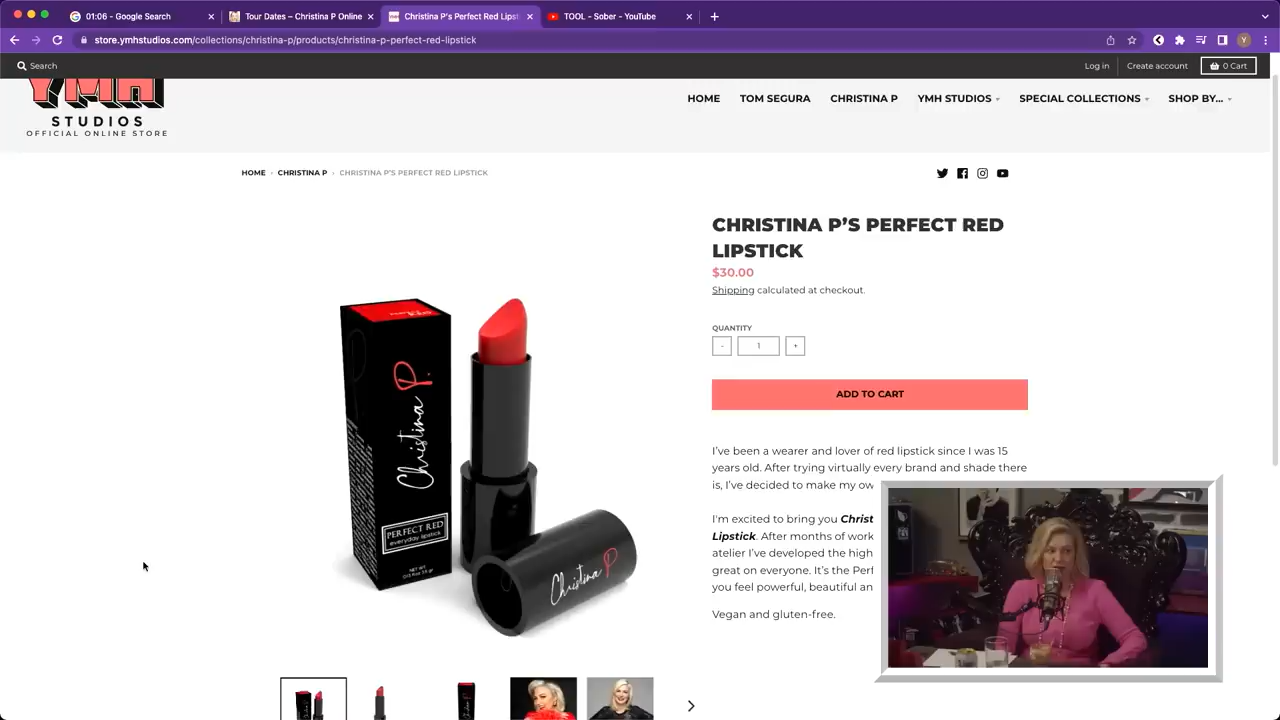 01:06 - Google Search
Tour Dates – Christina P Online
Christ
TOOL - Sober - YouTube
store.ymhstudios.com/collections/christina-p/products/christina-p-perfect-red-lipstick
Y
Search
Log in
Create account
0 Cart
YMH
STUDIOS
OFFICIAL ONLINE STORE
HOME
TOM SEGURA
CHRISTINA P
YMH STUDIOS
SPECIAL COLLECTIONS
SHOP BY...
HOME › CHRISTINA P › CHRISTINA P'S PERFECT RED LIPSTICK
CHRISTINA P’S PERFECT RED
LIPSTICK
$30.00
Shipping calculated at checkout.
QUANTITY
- 1 +
ADD TO CART
I’ve been a wearer and lover of red lipstick since I was 15
years old. After trying virtually every brand and shade there
is, I’ve decided to make my ow
I'm excited to bring you Christ
Lipstick. After months of work
atelier I’ve developed the high
great on everyone. It’s the Perf
you feel powerful, beautiful an
Vegan and gluten-free.
Christina P.
PERFECT RED
everyday lipstick
NET WT
Christina P